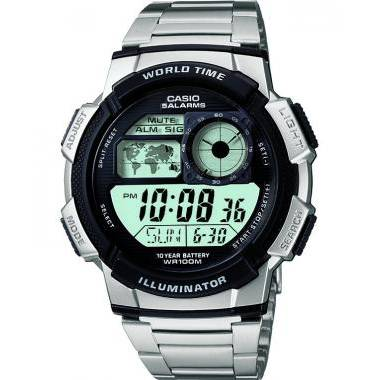 WORLD TIME
CASIO
5ALARMS
MUTE
ALM SIG
ADJUST
SPLIT RESET
LIGHT
SET(-)
P 10:08 36
SUN 6-30
MODE
SELECT
SEARCH
START STOP/SET(+)
10 YEAR BATTERY
WR100M
ILLUMINATOR